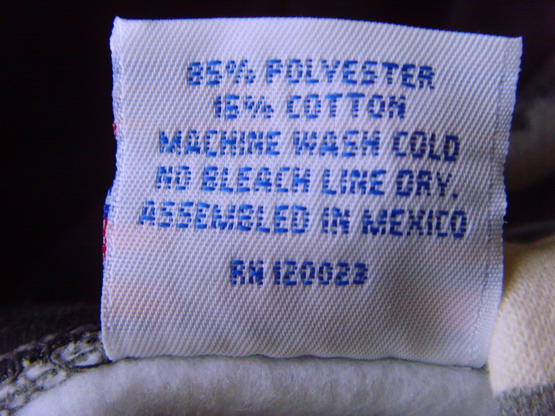 85% POLYESTER
15% COTTON
MACHINE WASH COLD
NO BLEACH LINE DRY.
ASSEMBLED IN MEXICO
RN 120023